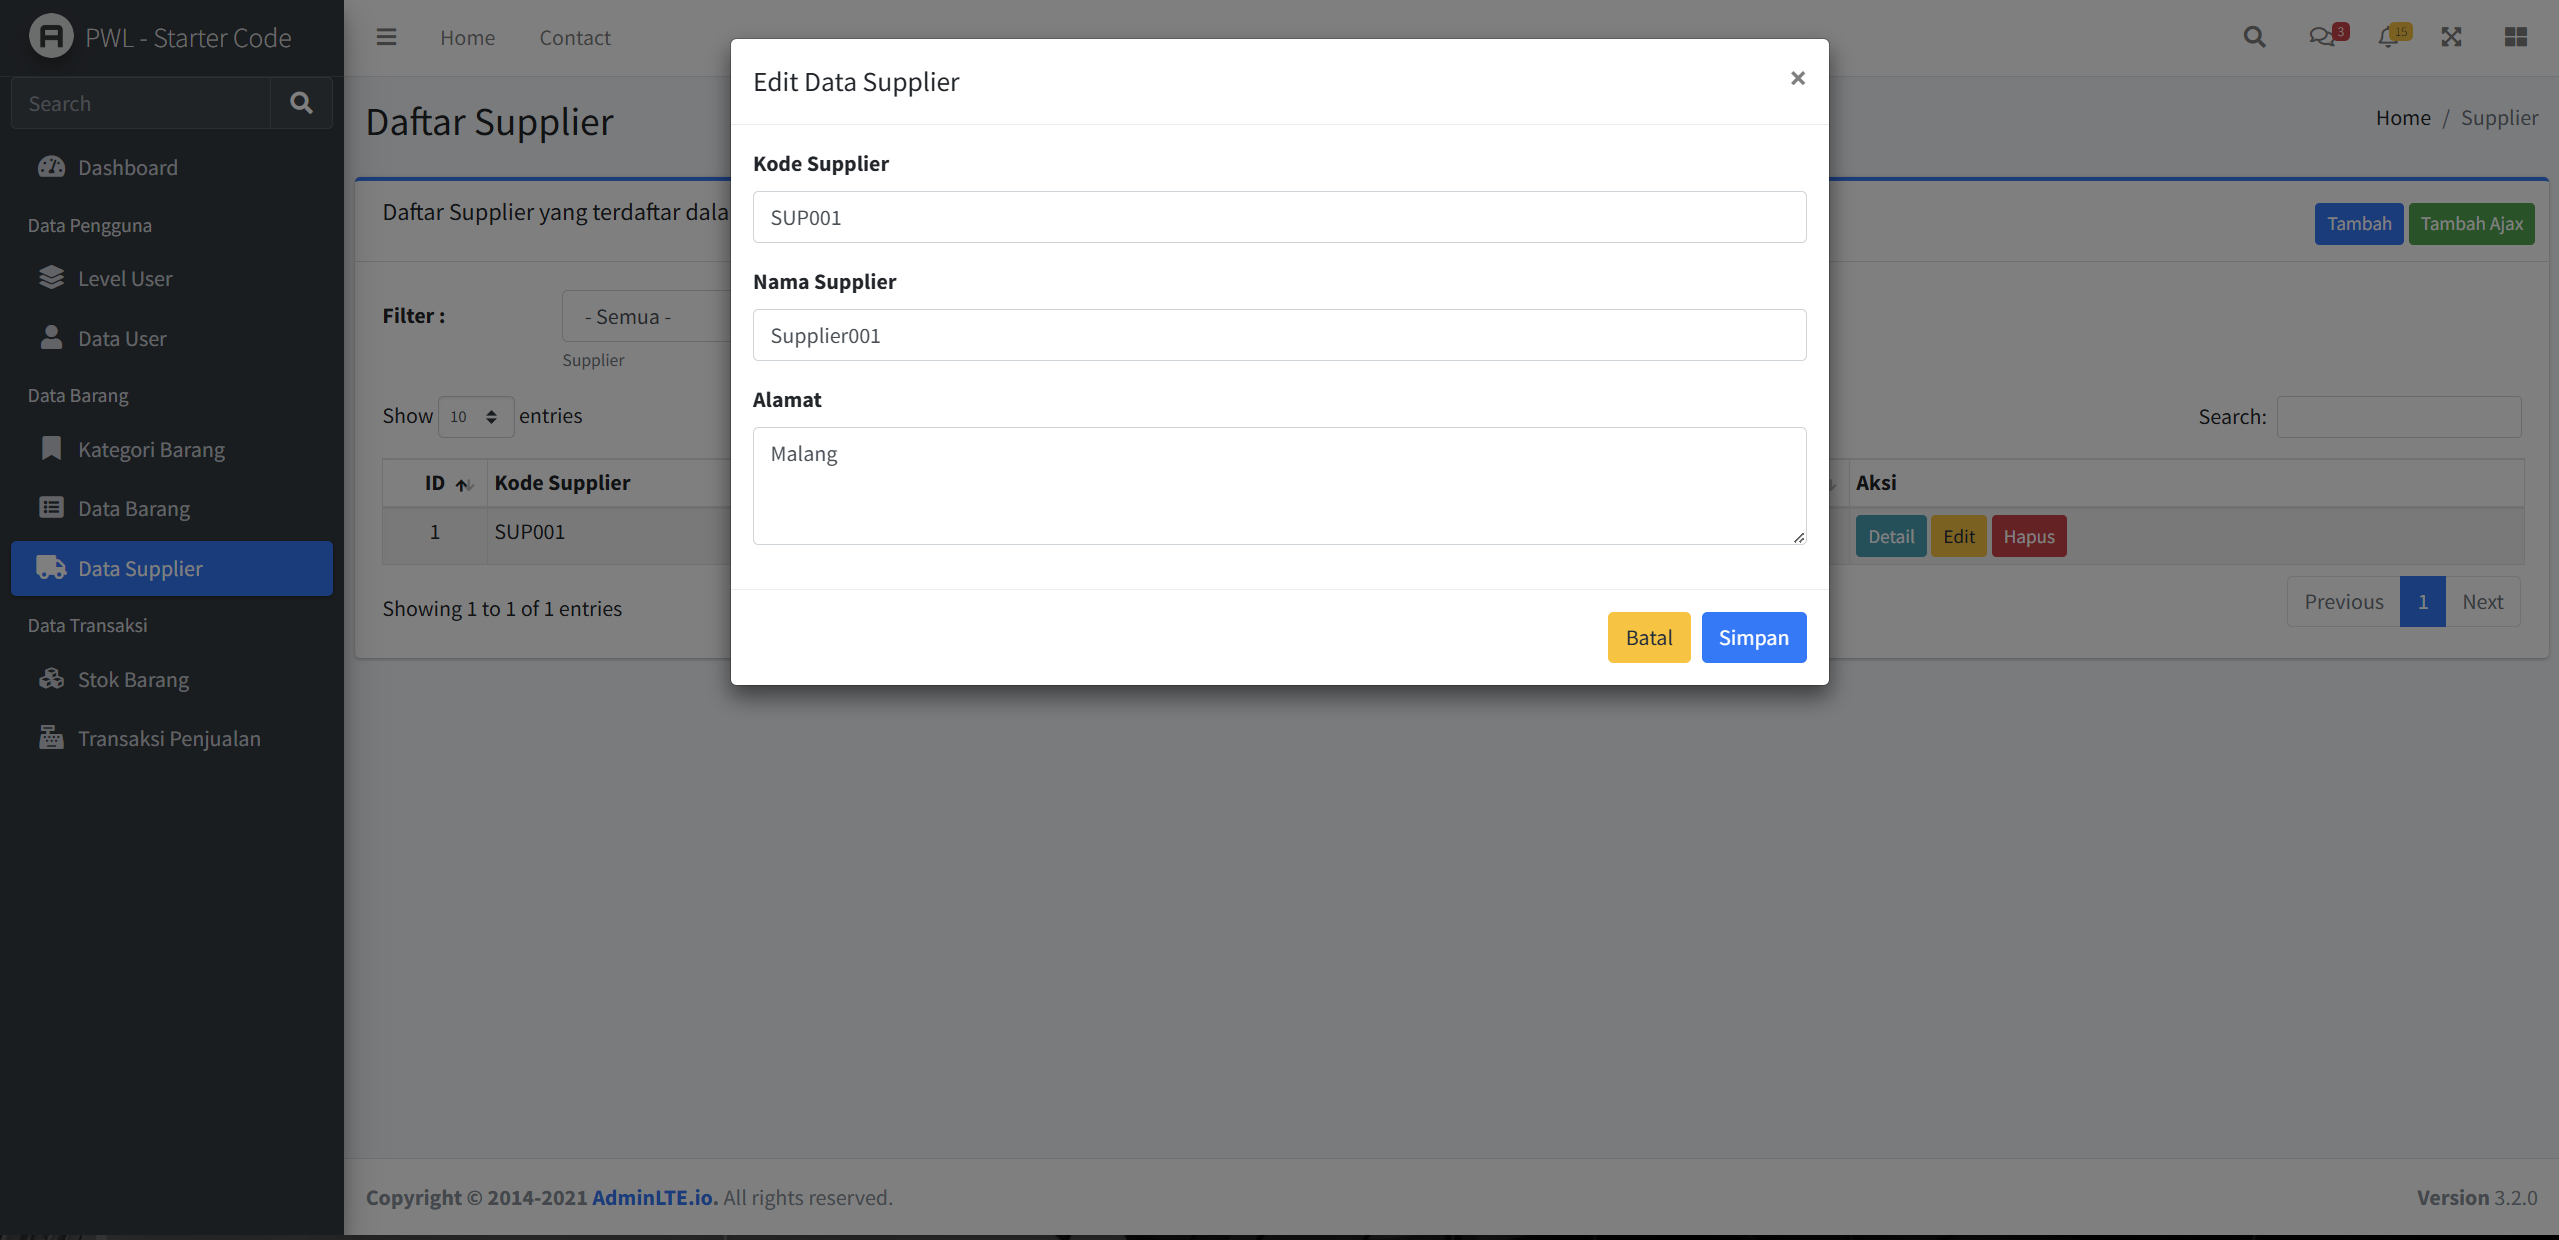 PWL - Starter Code
Search
Dashboard
Data Pengguna
Level User
Data User
Data Barang
Kategori Barang
Data Barang
Data Supplier
Data Transaksi
Stok Barang
Transaksi Penjualan
Home
Contact
3
15
Daftar Supplier
Home / Supplier
Daftar Supplier yang terdaftar dala
Tambah
Tambah Ajax
Filter :
- Semua -
Supplier
Show 10 entries
Search:
ID
Kode Supplier
Aksi
1
SUP001
Detail
Edit
Hapus
Showing 1 to 1 of 1 entries
Previous
1
Next
Edit Data Supplier
×
Kode Supplier
SUP001
Nama Supplier
Supplier001
Alamat
Malang
Batal
Simpan
Copyright © 2014-2021 AdminLTE.io. All rights reserved.
Version 3.2.0